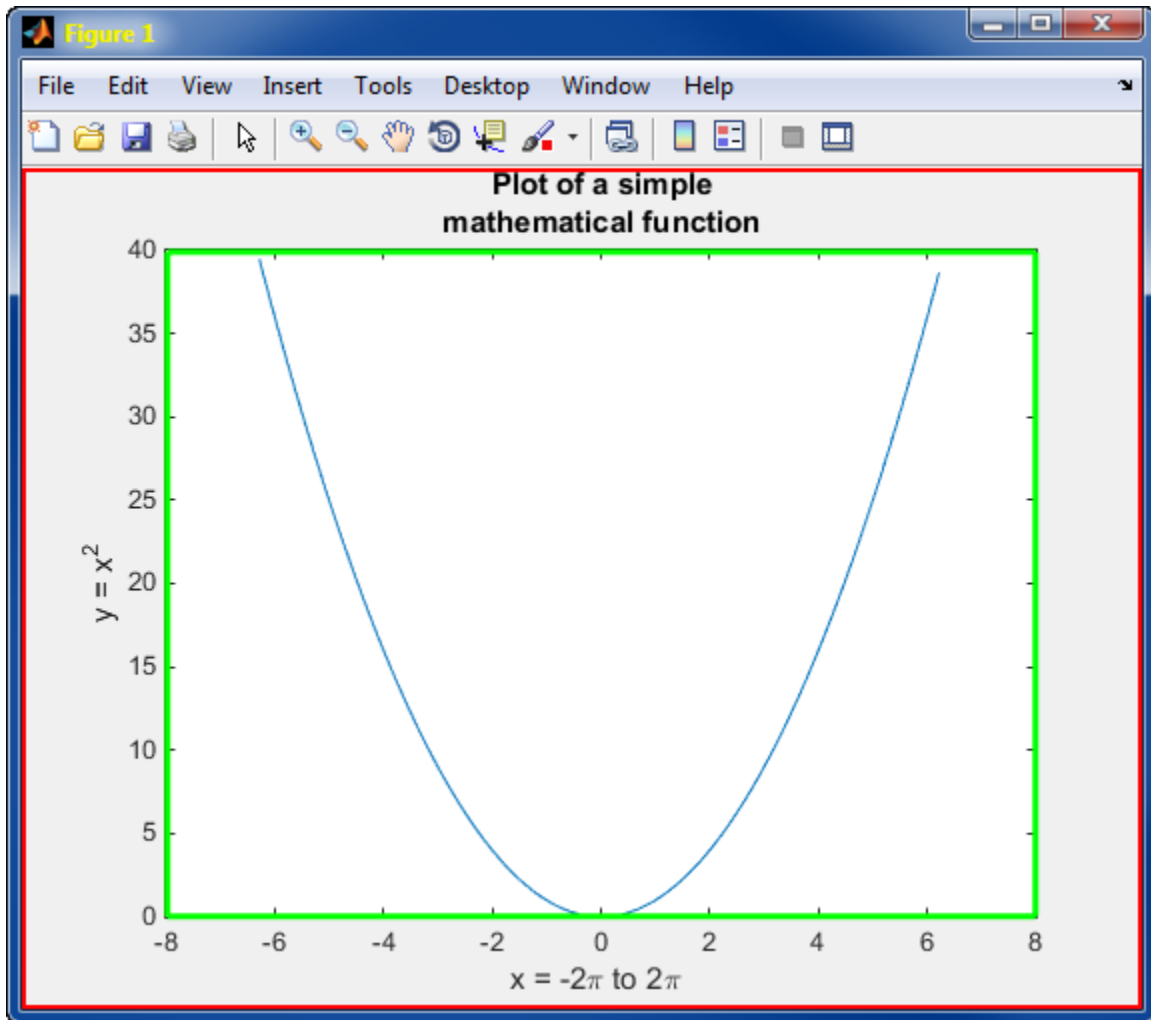 Figure 1
File Edit View Insert Tools Desktop Window Help
Plot of a simple
mathematical function
40
35
30
25
20
15
10
5
0
y = x²
-8 -6 -4 -2 0 2 4 6 8
x = -2π to 2π